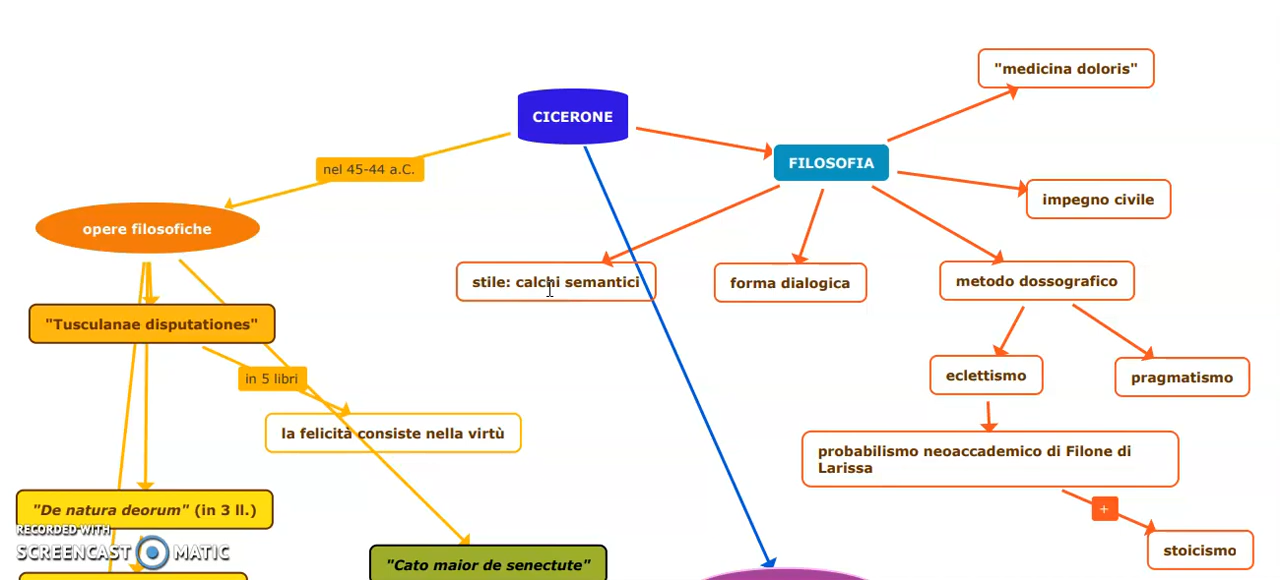 "medicina doloris"
CICERONE
FILOSOFIA
nel 45-44 a.C.
impegno civile
opere filosofiche
stile: calchi semantici
forma dialogica
metodo dossografico
"Tusculanae disputationes"
in 5 libri
eclettismo
pragmatismo
la felicità consiste nella virtù
probabilismo neoaccademico di Filone di
Larissa
"De natura deorum" (in 3 ll.)
+
RECORDED WITH
SCREENCAST MATIC
stoicismo
"Cato maior de senectute"